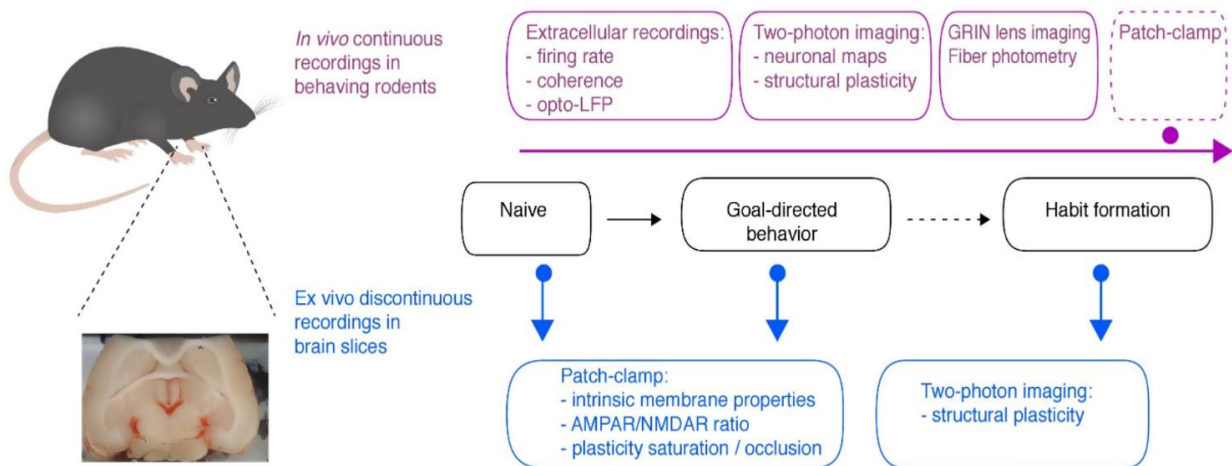 In vivo continuous
recordings in
behaving rodents
Extracellular recordings:
- firing rate
- coherence
- opto-LFP
Two-photon imaging:
- neuronal maps
- structural plasticity
GRIN lens imaging
Fiber photometry
Patch-clamp
Naive
Goal-directed
behavior
Habit formation
Ex vivo discontinuous
recordings in
brain slices
Patch-clamp:
- intrinsic membrane properties
- AMPAR/NMDAR ratio
- plasticity saturation / occlusion
Two-photon imaging:
- structural plasticity